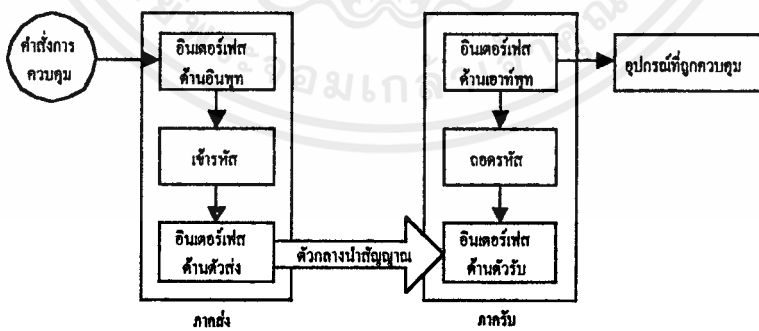 คำสั่งการ
ควบคุม
อินเตอร์เฟส
ด้านอินพุท
เข้ารหัส
อินเตอร์เฟส
ด้านตัวส่ง
ภาคส่ง
ตัวกลางนำสัญญาณ
อินเตอร์เฟส
ด้านเอาท์พุท
ถอดรหัส
อินเตอร์เฟส
ด้านตัวรับ
ภาครับ
อุปกรณ์ที่ถูกควบคุม